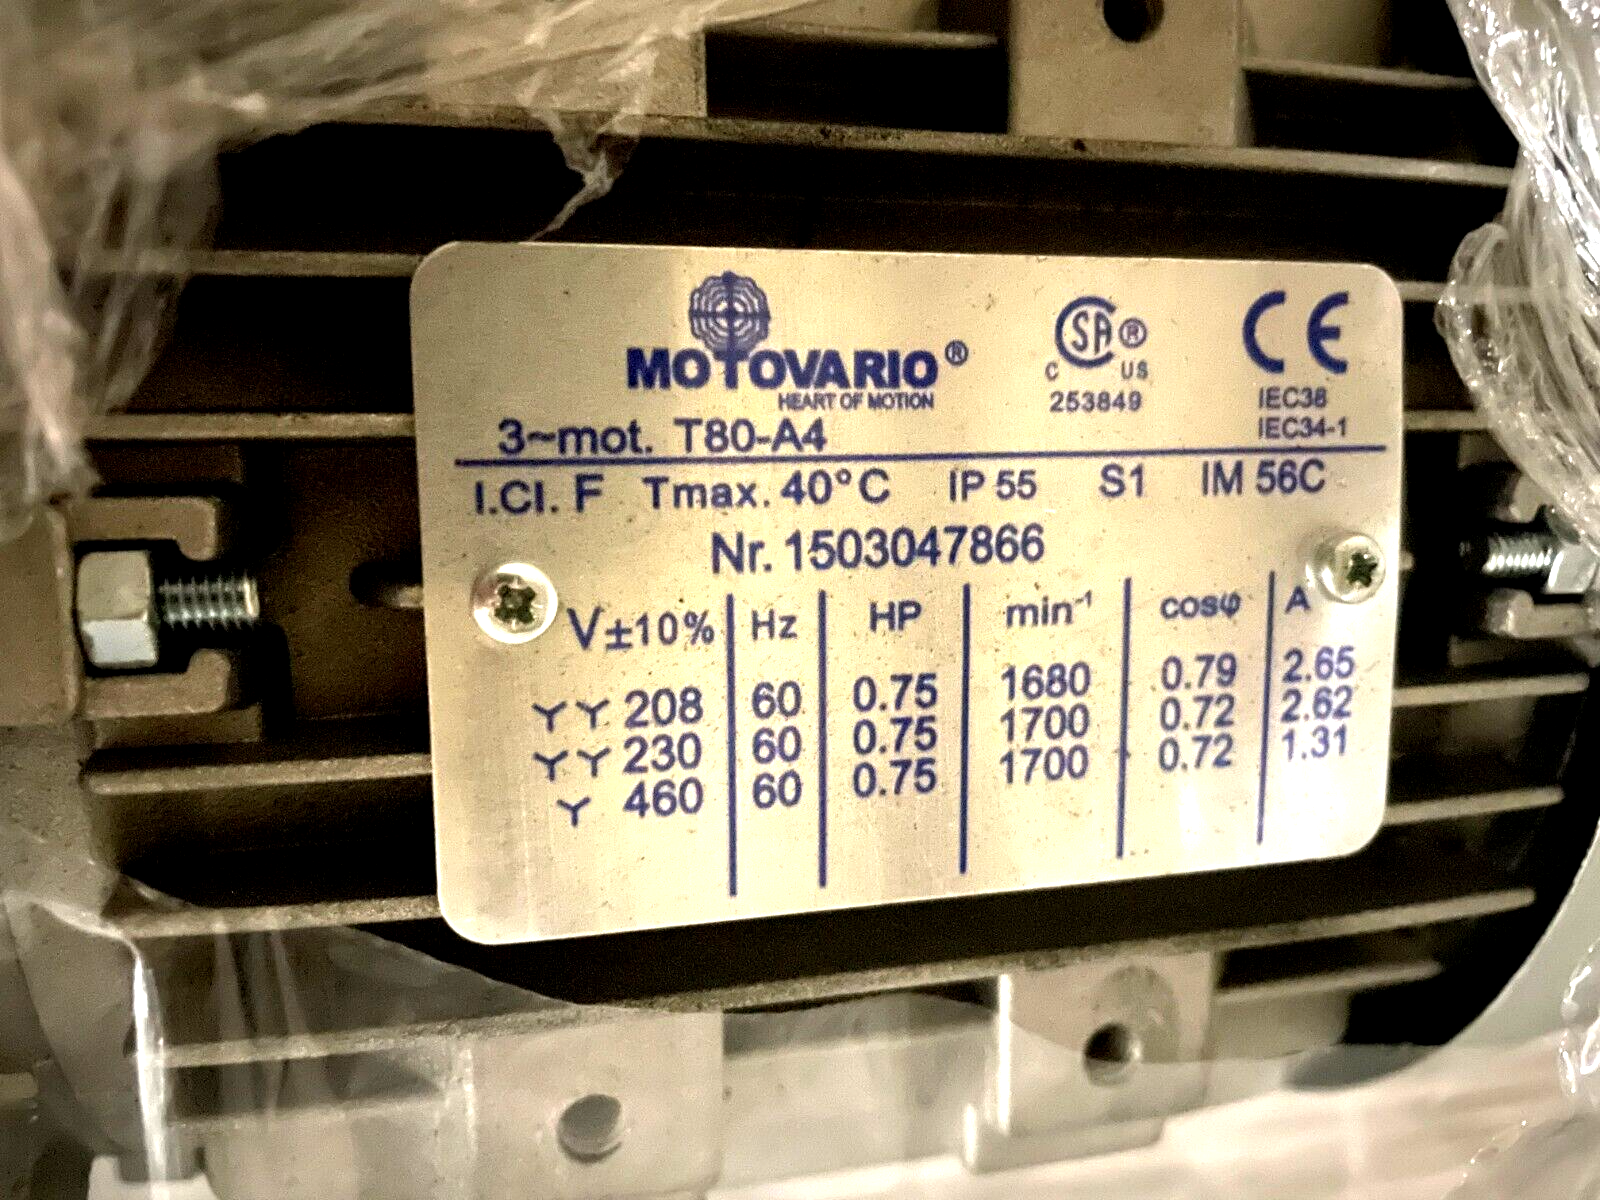 MOTOVARIO®
HEART OF MOTION
CSA®
C US
253849
CE
IEC38
IEC34-1
3~mot. T80-A4
I.Cl. F Tmax. 40°C IP 55 S1 IM 56C
Nr. 1503047866
V±10% Hz HP min⁻¹ cosφ A
YY 208 60 0.75 1680 0.79 2.65
YY 230 60 0.75 1700 0.72 2.62
Y 460 60 0.75 1700 0.72 1.31